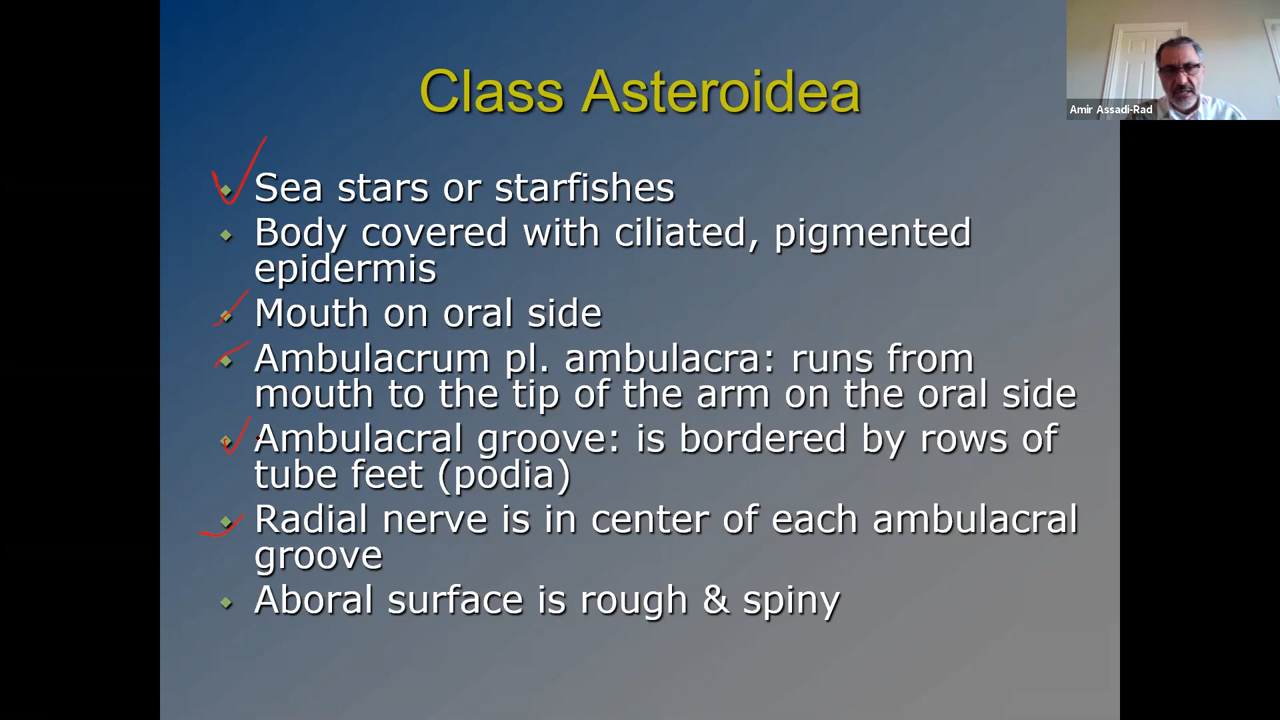 Class Asteroidea
Amir Assadi-Rad
Sea stars or starfishes
Body covered with ciliated, pigmented
epidermis
Mouth on oral side
Ambulacrum pl. ambulacra: runs from
mouth to the tip of the arm on the oral side
Ambulacral groove: is bordered by rows of
tube feet (podia)
Radial nerve is in center of each ambulacral
groove
Aboral surface is rough & spiny